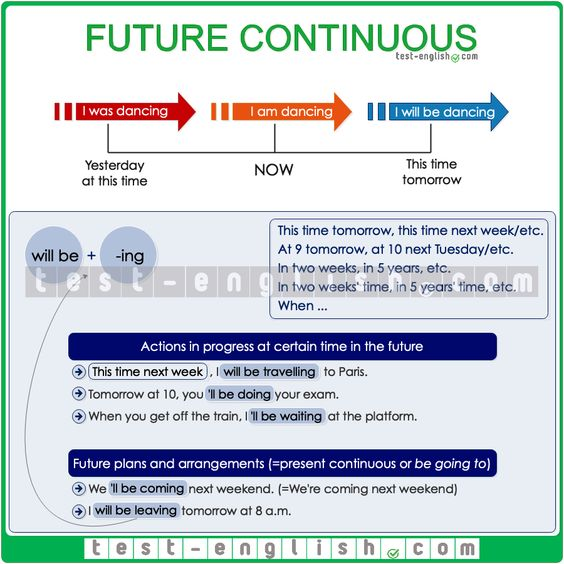 FUTURE CONTINUOUS
test-english.com
I was dancing
I am dancing
I will be dancing
Yesterday
at this time
NOW
This time
tomorrow
will be + -ing
This time tomorrow, this time next week/etc.
At 9 tomorrow, at 10 next Tuesday/etc.
In two weeks, in 5 years, etc.
In two weeks' time, in 5 years' time, etc.
When ...
test-english.com
Actions in progress at certain time in the future
This time next week, I will be travelling to Paris.
Tomorrow at 10, you 'll be doing your exam.
When you get off the train, I 'll be waiting at the platform.
Future plans and arrangements (=present continuous or be going to)
We 'll be coming next weekend. (=We're coming next weekend)
I will be leaving tomorrow at 8 a.m.
test-english.com